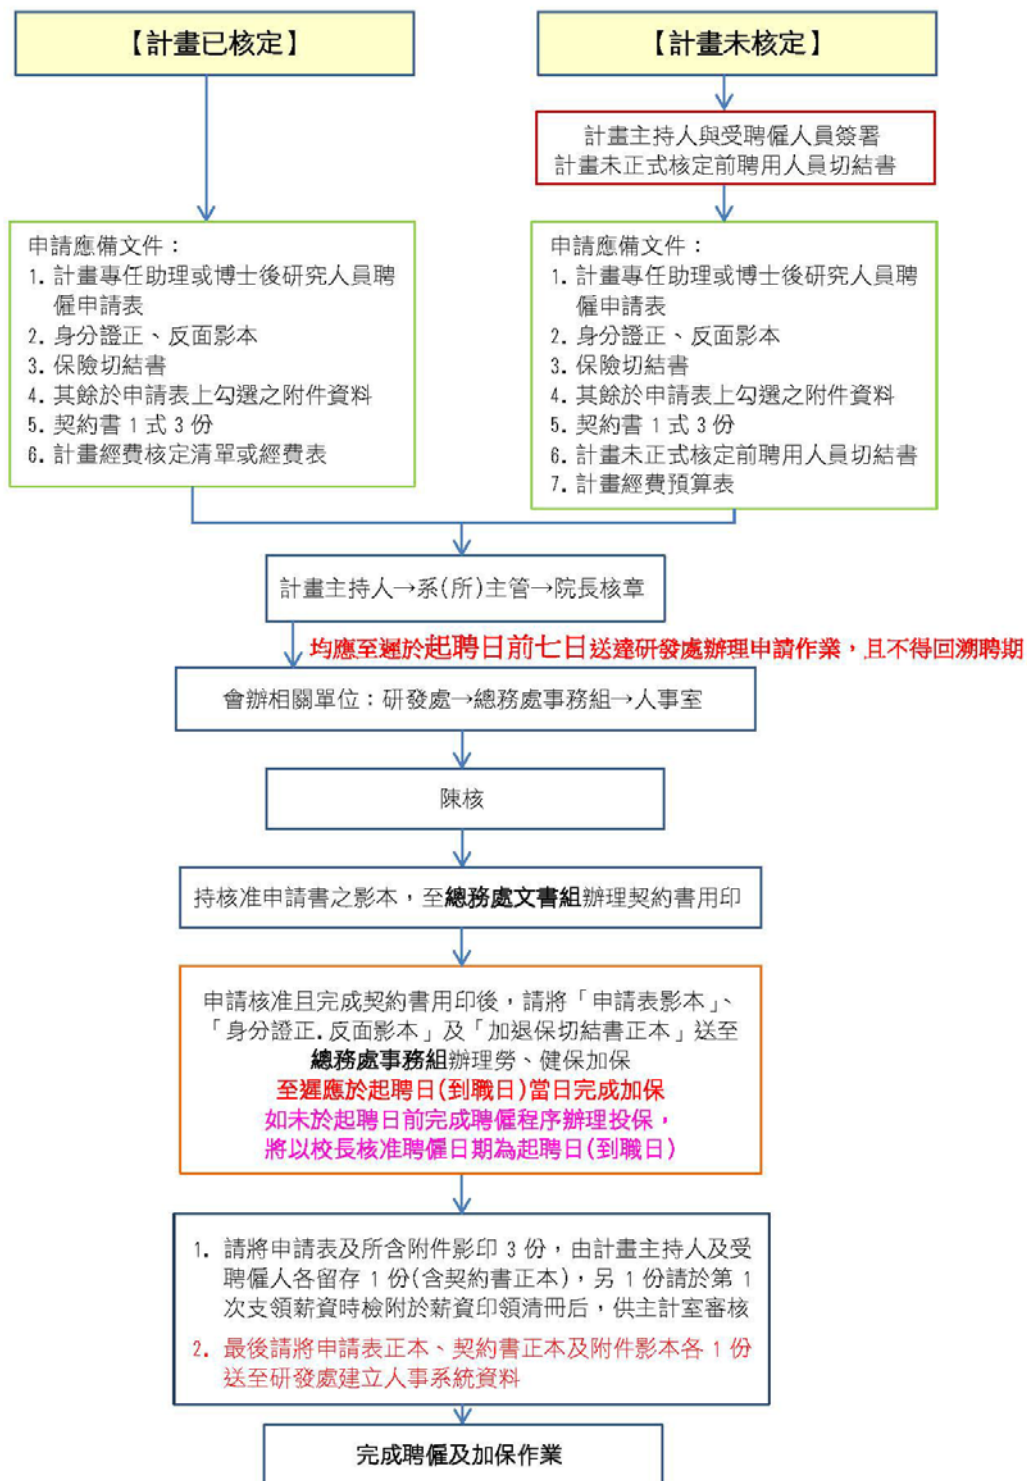 【計畫已核定】
【計畫未核定】
計畫主持人與受聘僱人員簽署
計畫未正式核定前聘用人員切結書
申請應備文件：
1. 計畫專任助理或博士後研究人員聘
僱申請表
2. 身分證正、反面影本
3. 保險切結書
4. 其餘於申請表上勾選之附件資料
5. 契約書 1 式 3 份
6. 計畫經費核定清單或經費表
申請應備文件：
1. 計畫專任助理或博士後研究人員聘
僱申請表
2. 身分證正、反面影本
3. 保險切結書
4. 其餘於申請表上勾選之附件資料
5. 契約書 1 式 3 份
6. 計畫未正式核定前聘用人員切結書
7. 計畫經費預算表
計畫主持人→系(所)主管→院長核章
均應至遲於起聘日前七日送達研發處辦理申請作業，且不得回溯聘期
會辦相關單位：研發處→總務處事務組→人事室
陳核
持核准申請書之影本，至總務處文書組辦理契約書用印
申請核准且完成契約書用印後，請將「申請表影本」、
「身分證正.反面影本」及「加退保切結書正本」送至
總務處事務組辦理勞、健保加保
至遲應於起聘日(到職日)當日完成加保
如未於起聘日前完成聘僱程序辦理投保，
將以校長核准聘僱日期為起聘日(到職日)
1. 請將申請表及所含附件影印 3 份，由計畫主持人及受
聘僱人各留存 1 份(含契約書正本)，另 1 份請於第 1
次支領薪資時檢附於薪資印領清冊后，供主計室審核
2. 最後請將申請表正本、契約書正本及附件影本各 1 份
送至研發處建立人事系統資料
完成聘僱及加保作業